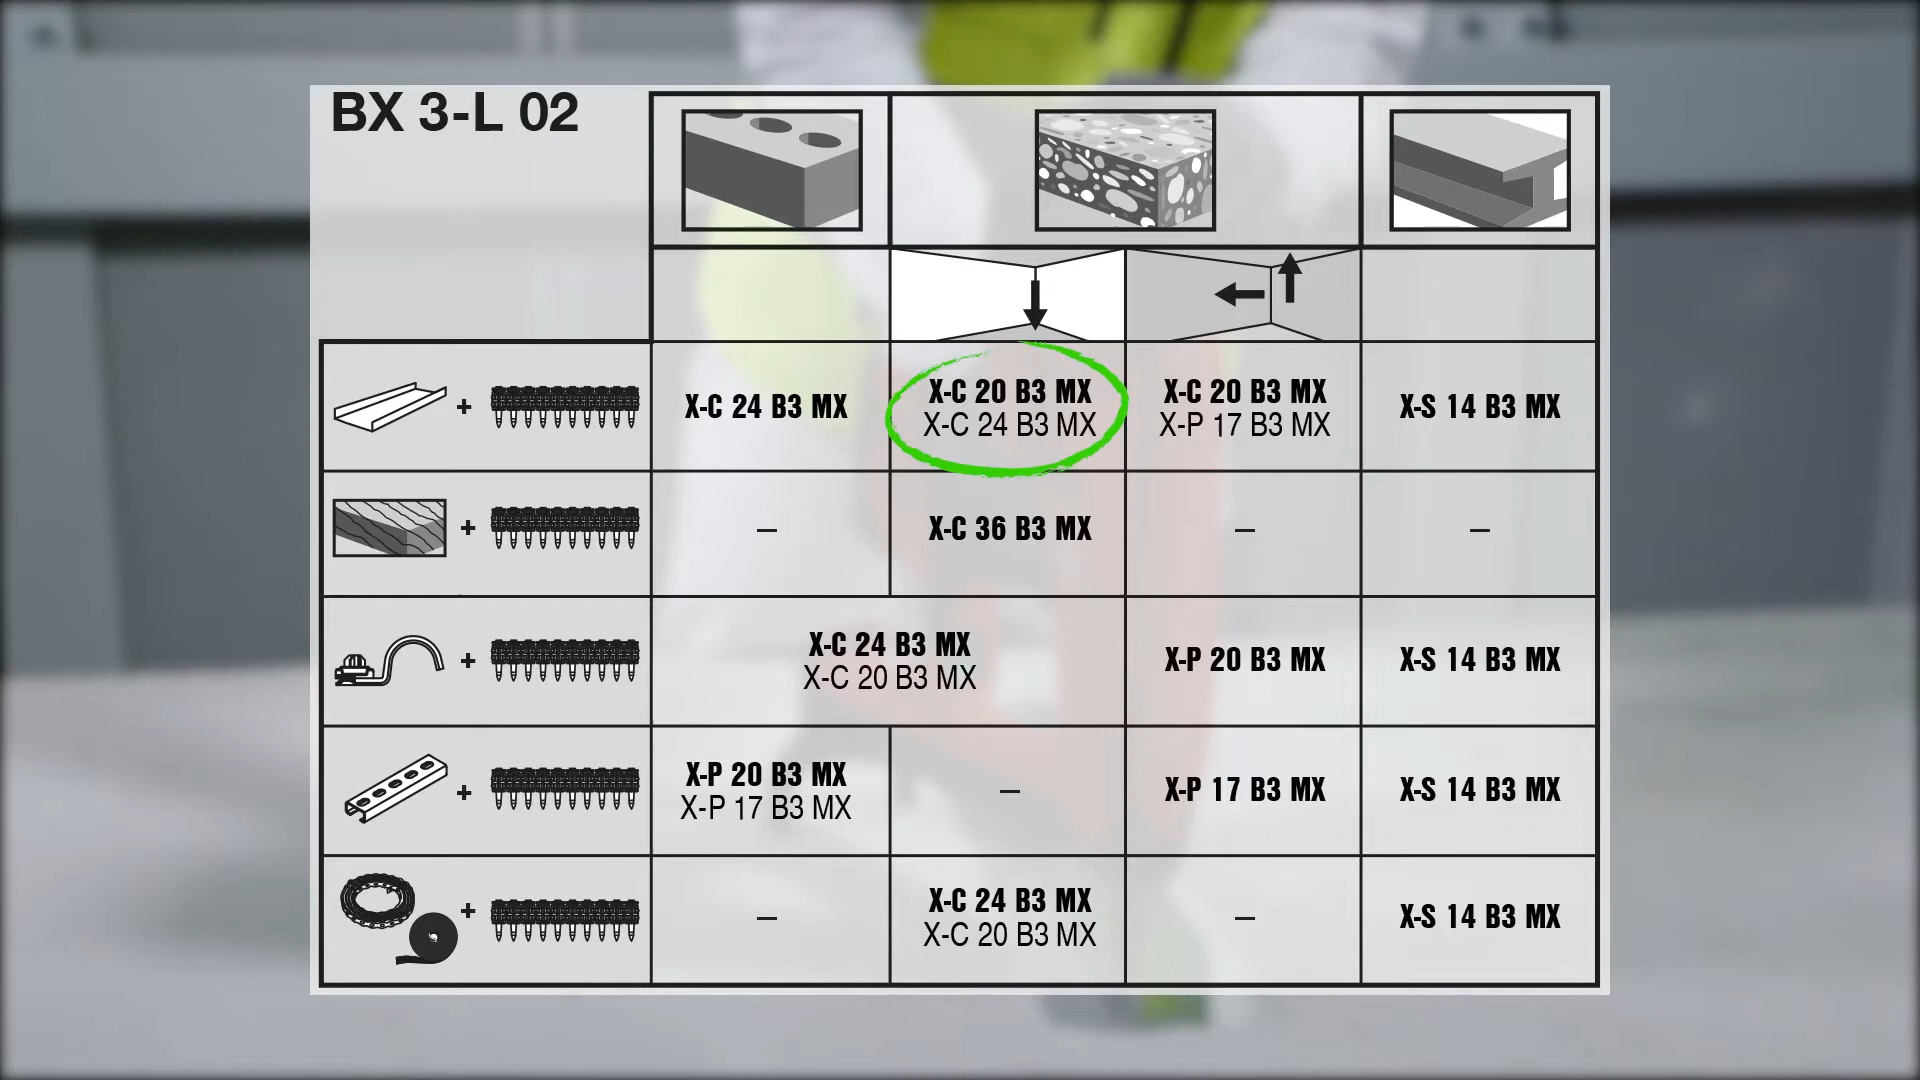 BX 3-L 02
+
X-C 24 B3 MX
X-C 20 B3 MX
X-C 24 B3 MX
X-C 20 B3 MX
X-P 17 B3 MX
X-S 14 B3 MX
+
–
X-C 36 B3 MX
–
–
+
X-C 24 B3 MX
X-C 20 B3 MX
X-P 20 B3 MX
X-S 14 B3 MX
+
X-P 20 B3 MX
X-P 17 B3 MX
–
X-P 17 B3 MX
X-S 14 B3 MX
+
–
X-C 24 B3 MX
X-C 20 B3 MX
–
X-S 14 B3 MX